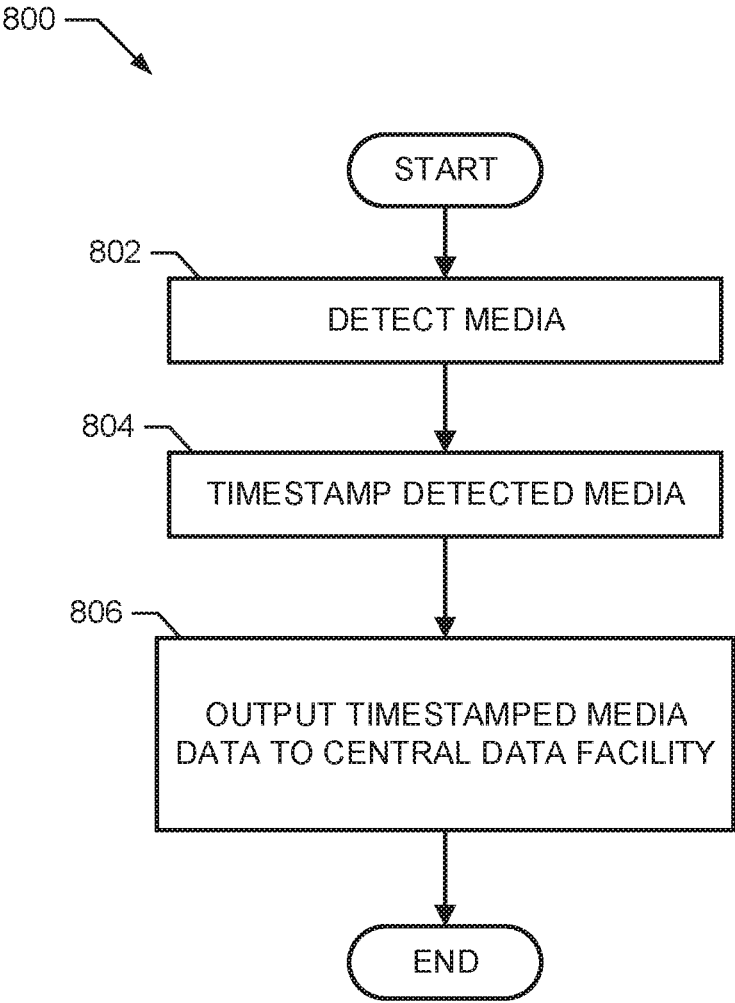 800
START
802
DETECT MEDIA
804
TIMESTAMP DETECTED MEDIA
806
OUTPUT TIMESTAMPED MEDIA
DATA TO CENTRAL DATA FACILITY
END